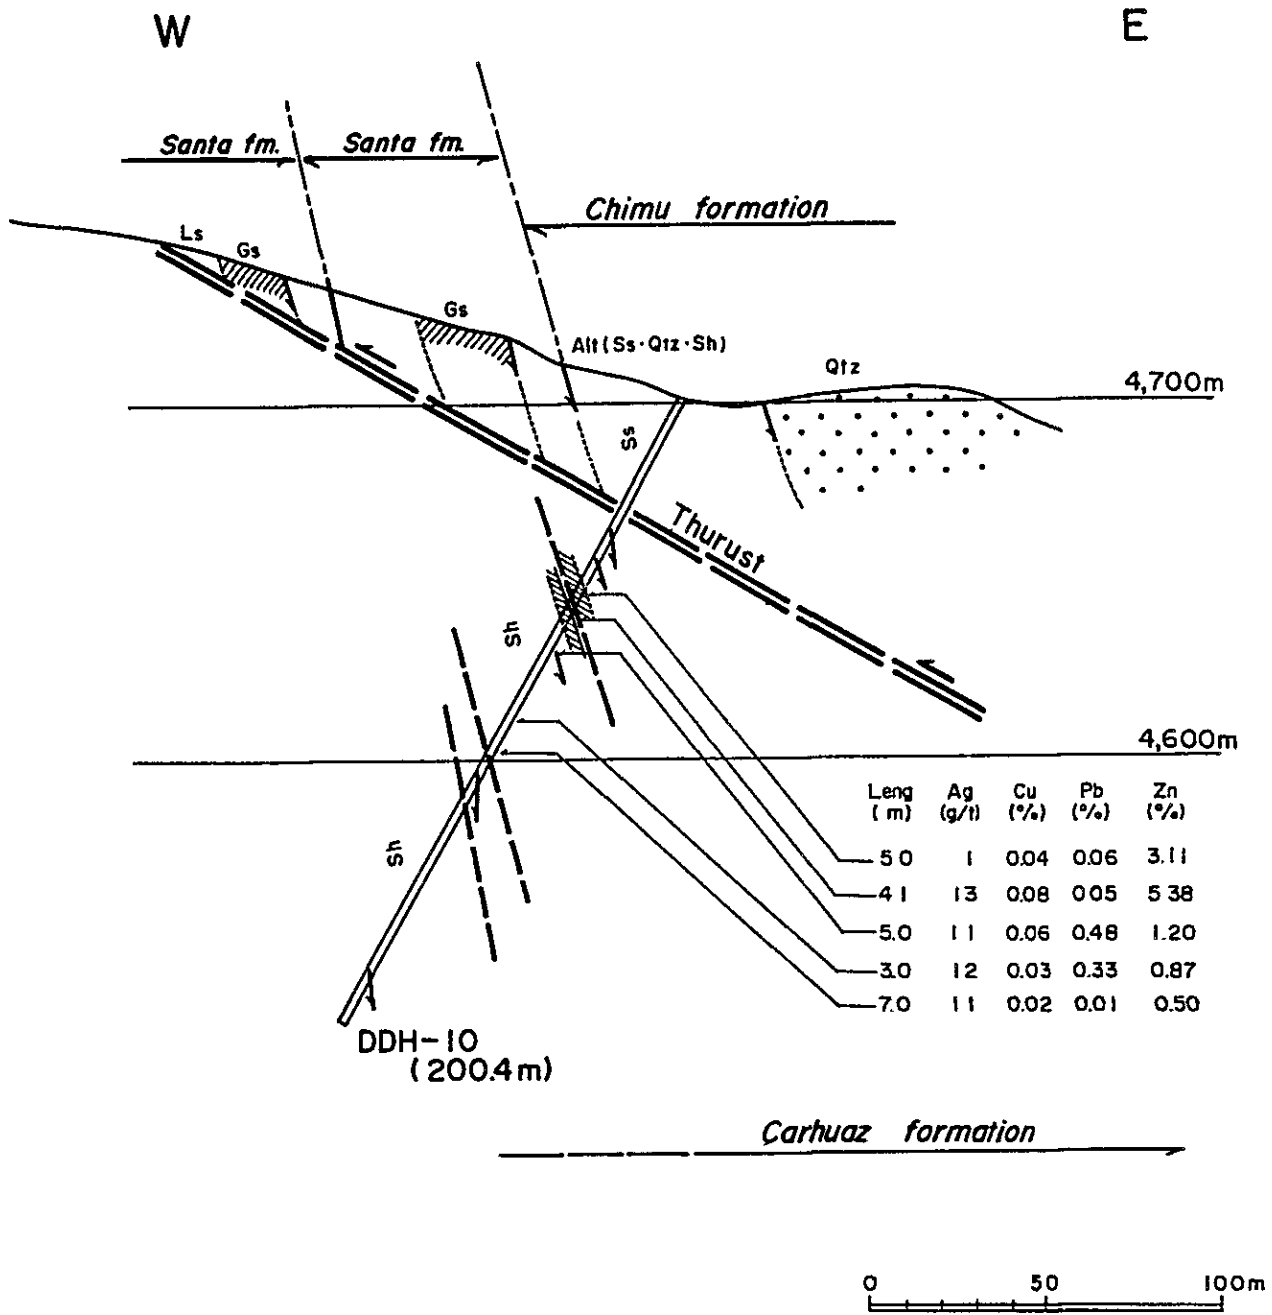 W E
Santa fm. Santa fm.
Chimu formation
Ls
Gs
Gs
Alt(Ss·Qtz·Sh)
Qtz
4,700m
Ss
Thurust
Sh
4,600m
Leng Ag Cu Pb Zn
(m) (g/t) (%) (%) (%)
5 0 1 0.04 0.06 3.11
4 1 13 0.08 0 05 5 38
5.0 11 0.06 0.48 1.20
3.0 12 0.03 0.33 0.87
7.0 11 0.02 0.01 0.50
Sh
DDH-10
(200.4m)
Carhuaz formation
0 50 100m